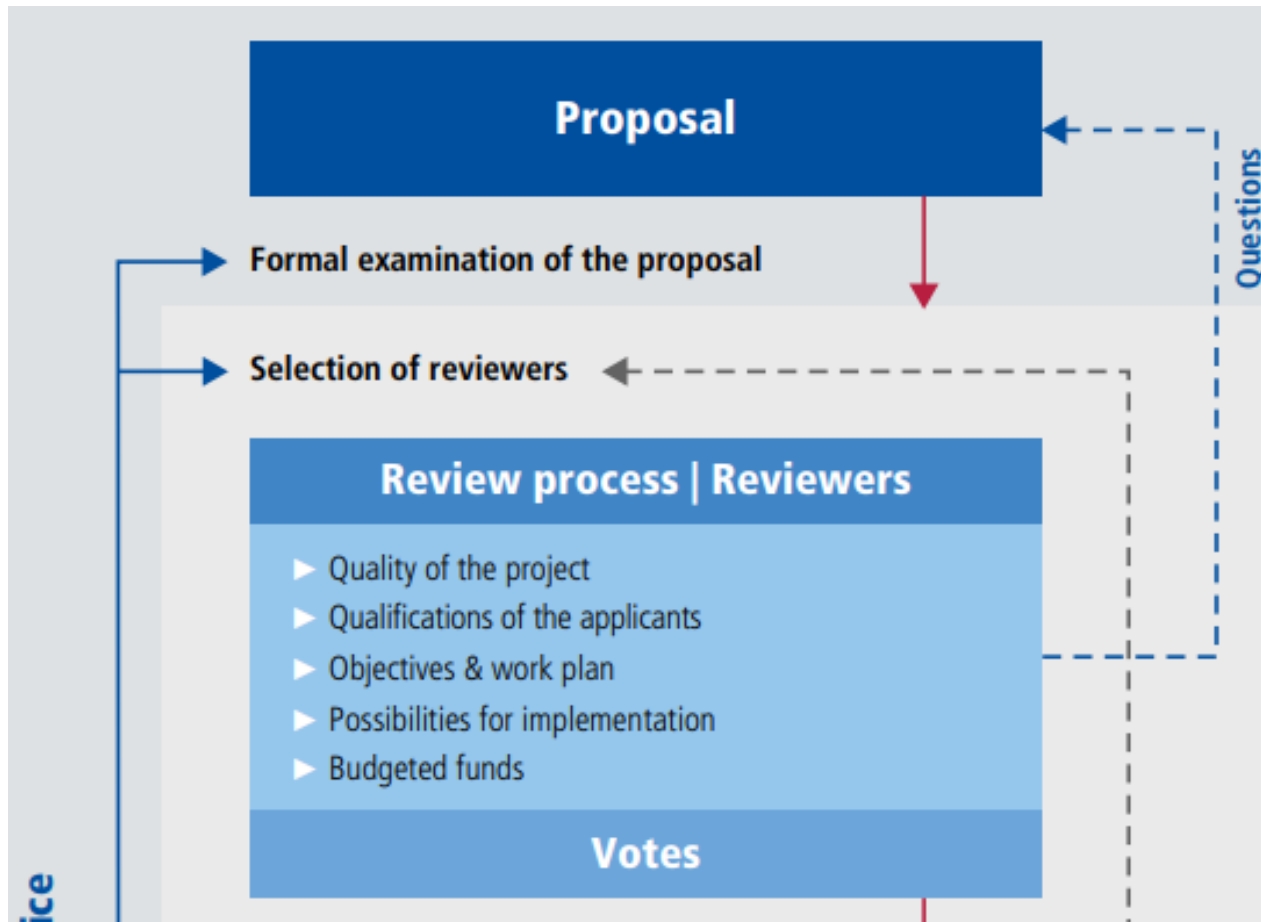 Proposal
Questions
Formal examination of the proposal
Selection of reviewers
Review process | Reviewers
► Quality of the project
► Qualifications of the applicants
► Objectives & work plan
► Possibilities for implementation
► Budgeted funds
Votes
ice